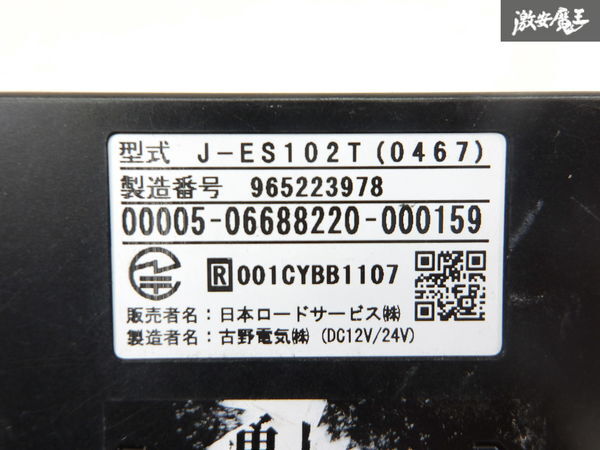 激安魔王
型式 J-ES102T(0467)
製造番号 965223978
00005-06688220-000159
R 001CYBB1107
販売者名：日本ロードサービス㈱
製造者名：古野電気㈱ (DC12V/24V)